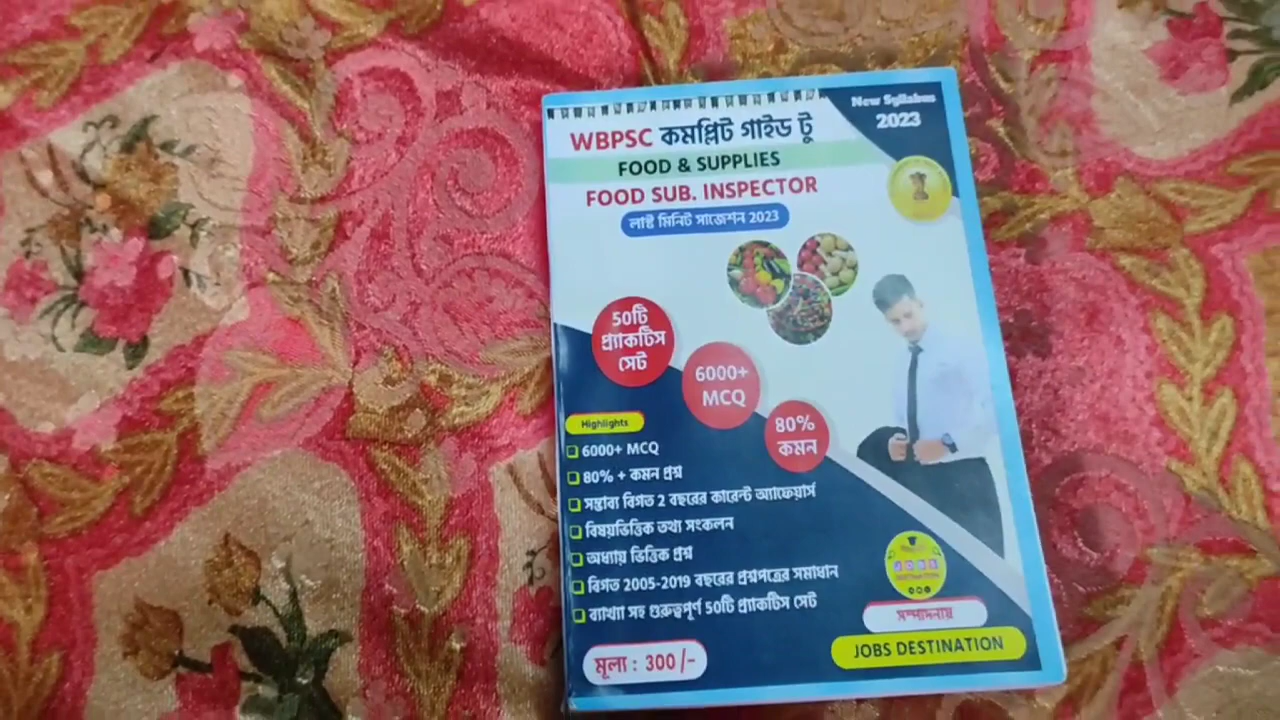 New Syllabus
2023
WBPSC কমপ্লিট গাইড টু
FOOD & SUPPLIES
FOOD SUB. INSPECTOR
লাষ্ট মিনিট সাজেশন 2023
50টি
প্র্যাকটিস
সেট
6000+
MCQ
80%
কমন
Highlights
6000+ MCQ
80% + কমন প্রশ্ন
সম্ভাব্য বিগত 2 বছরের কারেন্ট অ্যাফেয়ার্স
বিষয়ভিত্তিক তথ্য সংকলন
অধ্যায় ভিত্তিক প্রশ্ন
বিগত 2005-2019 বছরের প্রশ্নপত্রের সমাধান
ব্যাখ্যা সহ গুরুত্বপূর্ণ 50টি প্র্যাকটিস সেট
JOBS
সম্পাদনায়
JOBS DESTINATION
মূল্য : 300/-